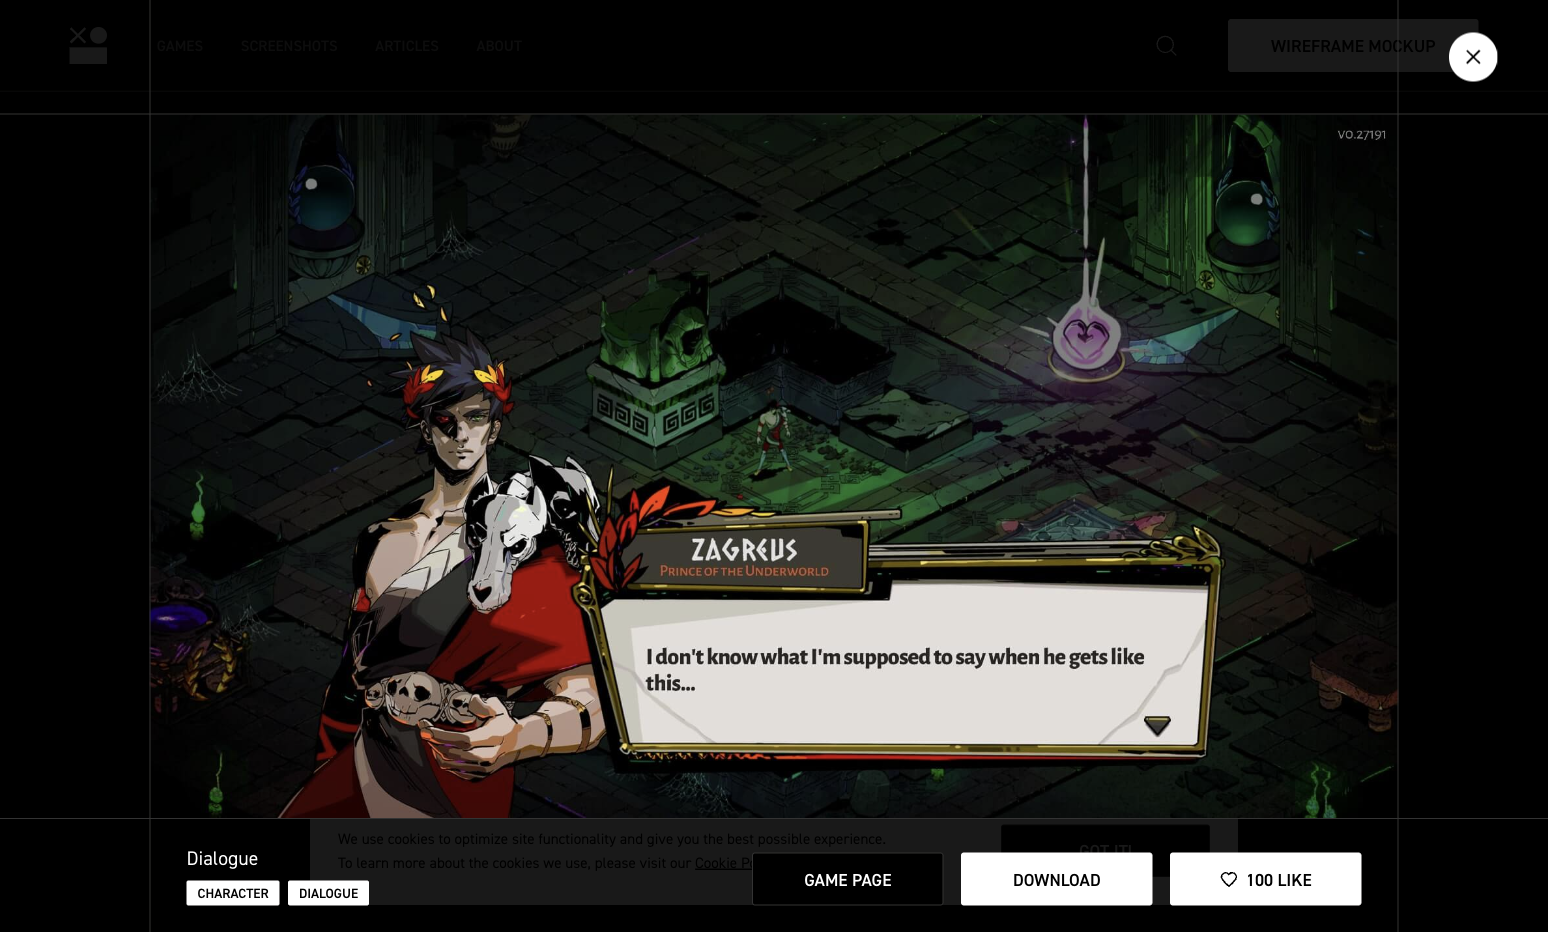 GAMES
SCREENSHOTS
ARTICLES
ABOUT
WIREFRAME MOCKUP
V0.27191
ZAGREUS
PRINCE OF THE UNDERWORLD
I don't know what I'm supposed to say when he gets like
this...
We use cookies to optimize site functionality and give you the best possible experience.
GOT IT!
To learn more about the cookies we use, please visit our Cookie
Dialogue
CHARACTER
DIALOGUE
GAME PAGE
DOWNLOAD
100 LIKE